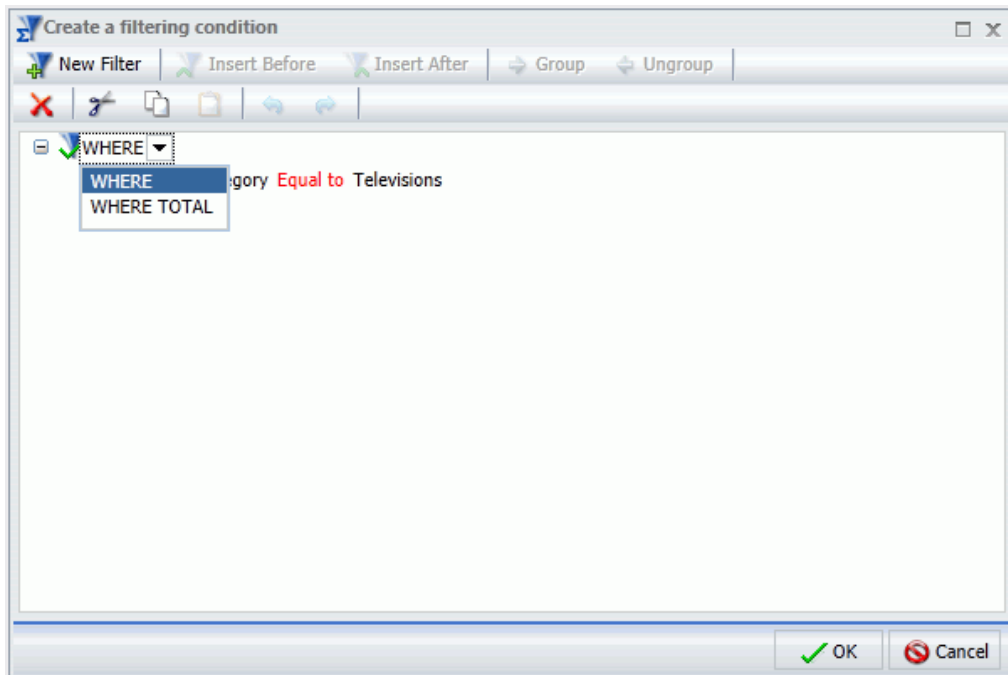 Create a filtering condition
New Filter Insert Before Insert After Group Ungroup
WHERE
WHERE egory Equal to Televisions
WHERE TOTAL
OK Cancel